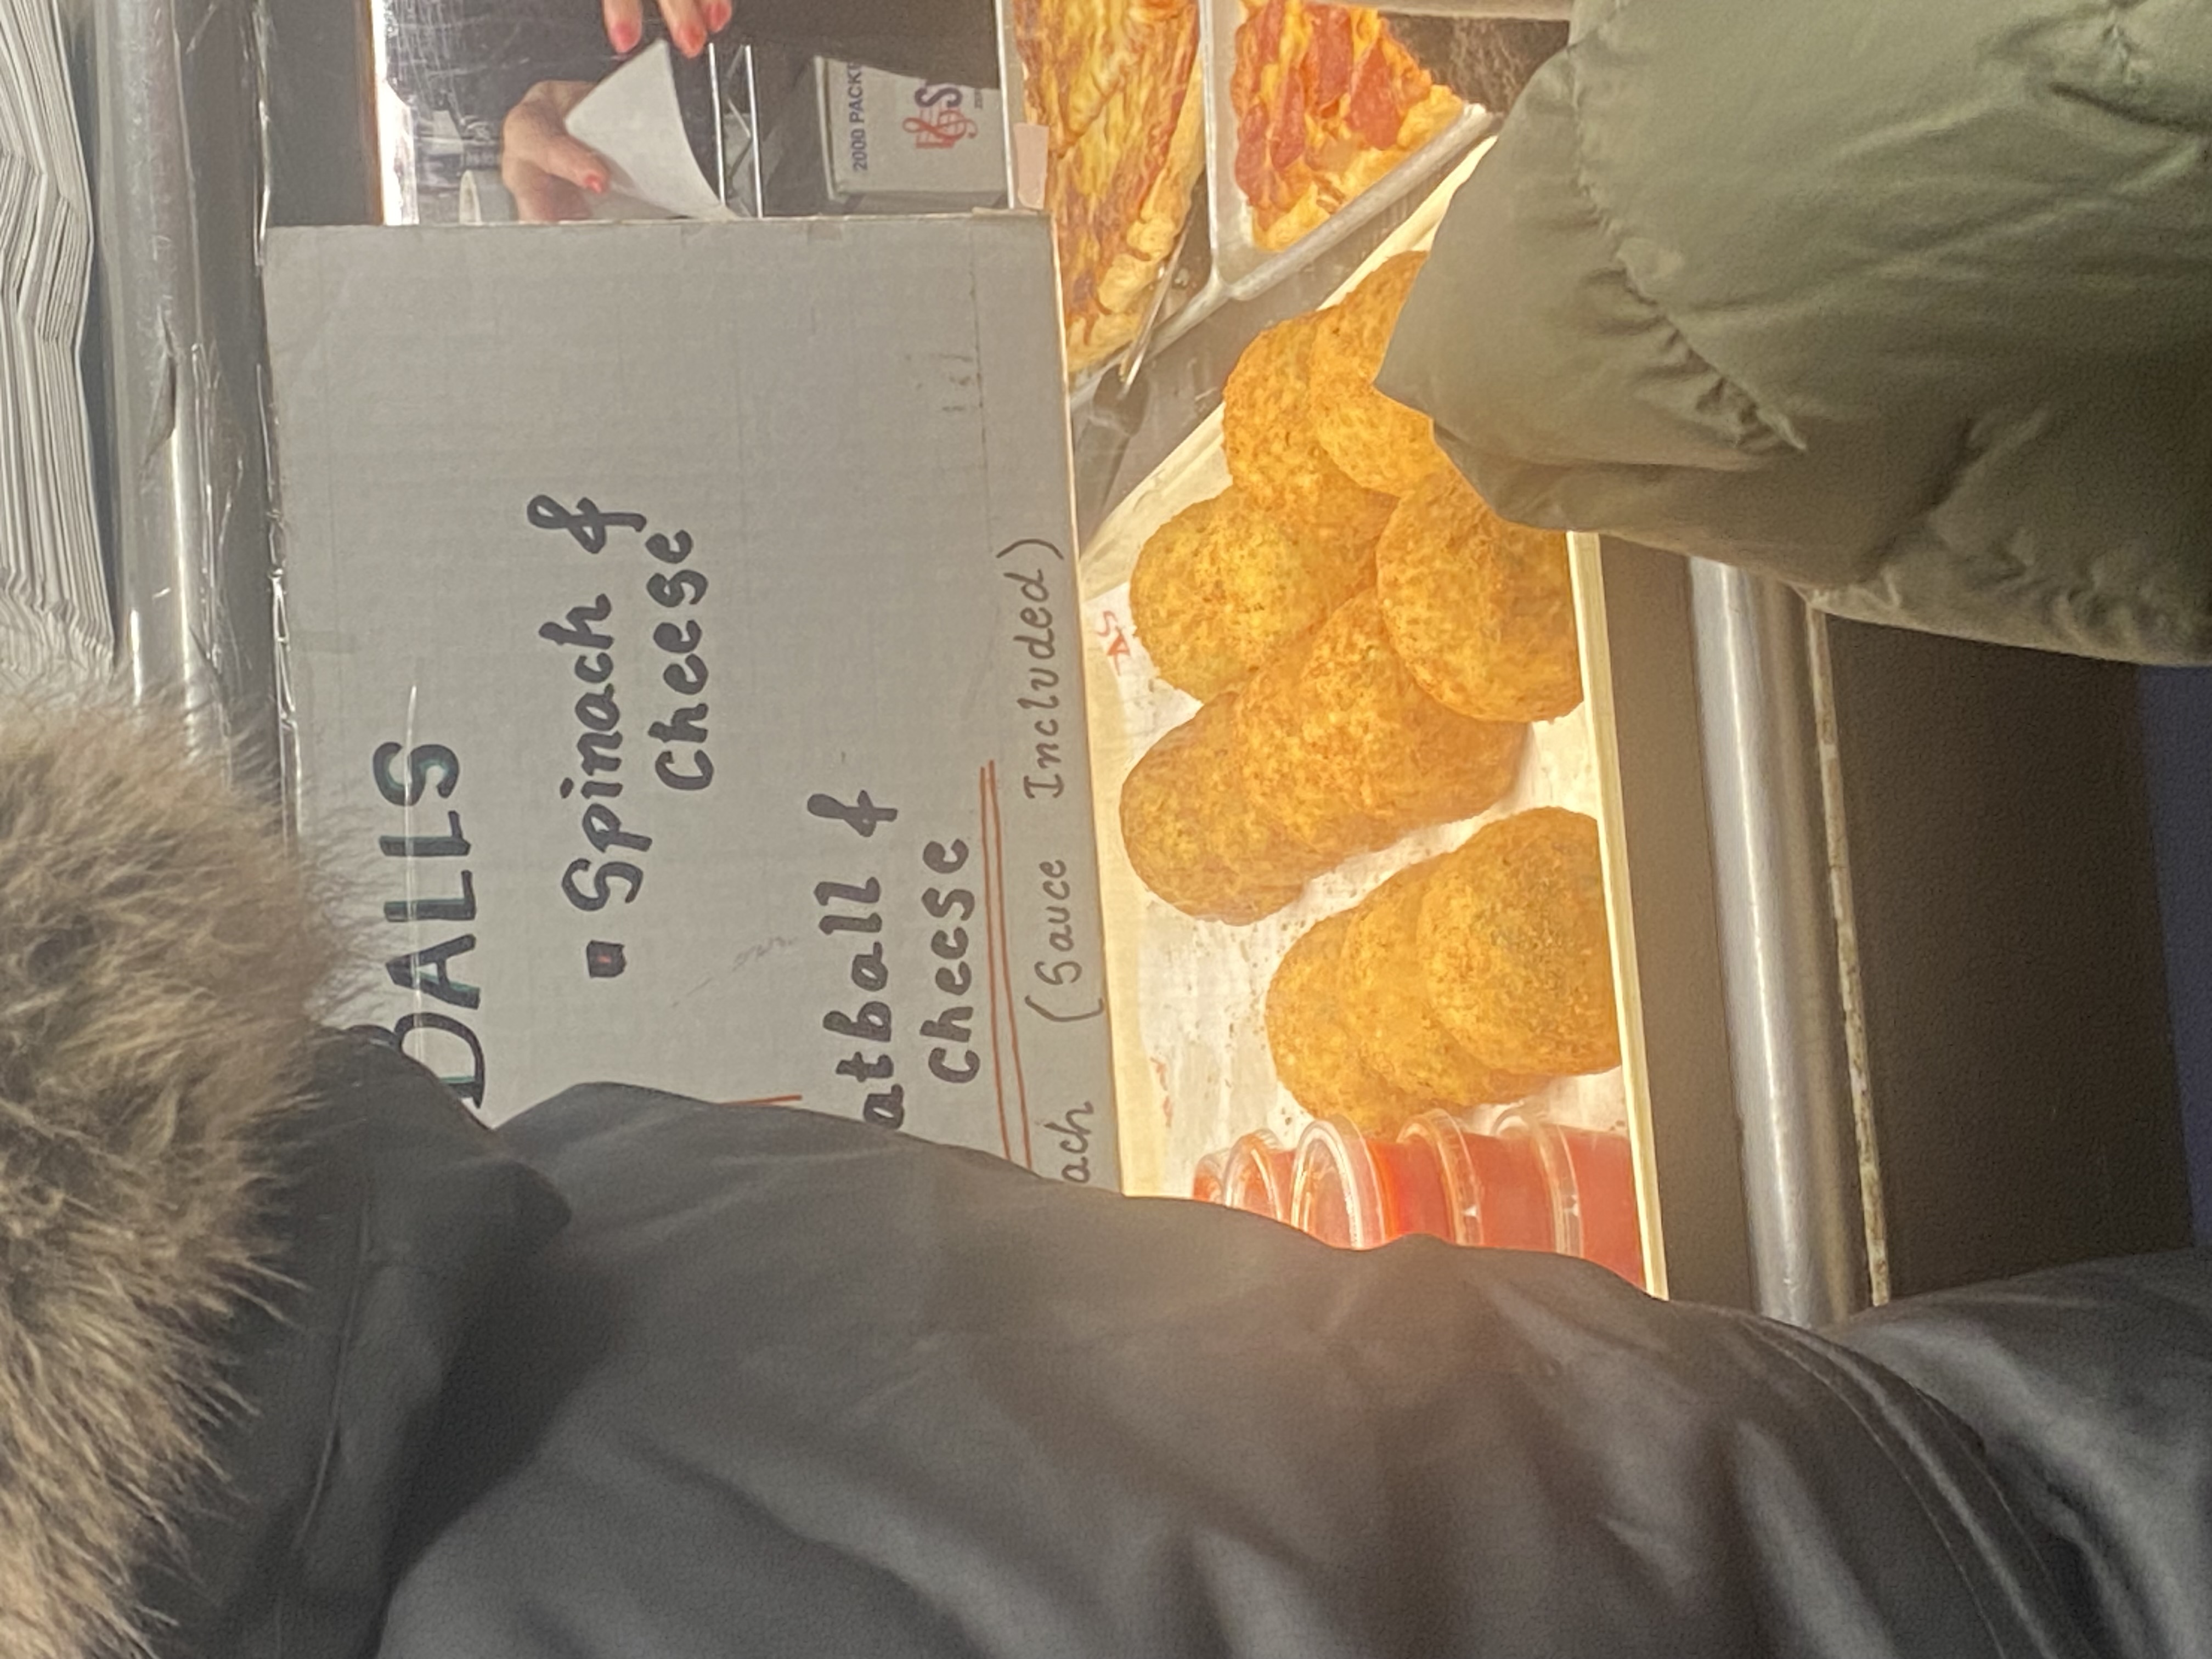 BALLS
Spinach &
Cheese
atball &
Cheese
ach (Sauce Included)
2000 PACK